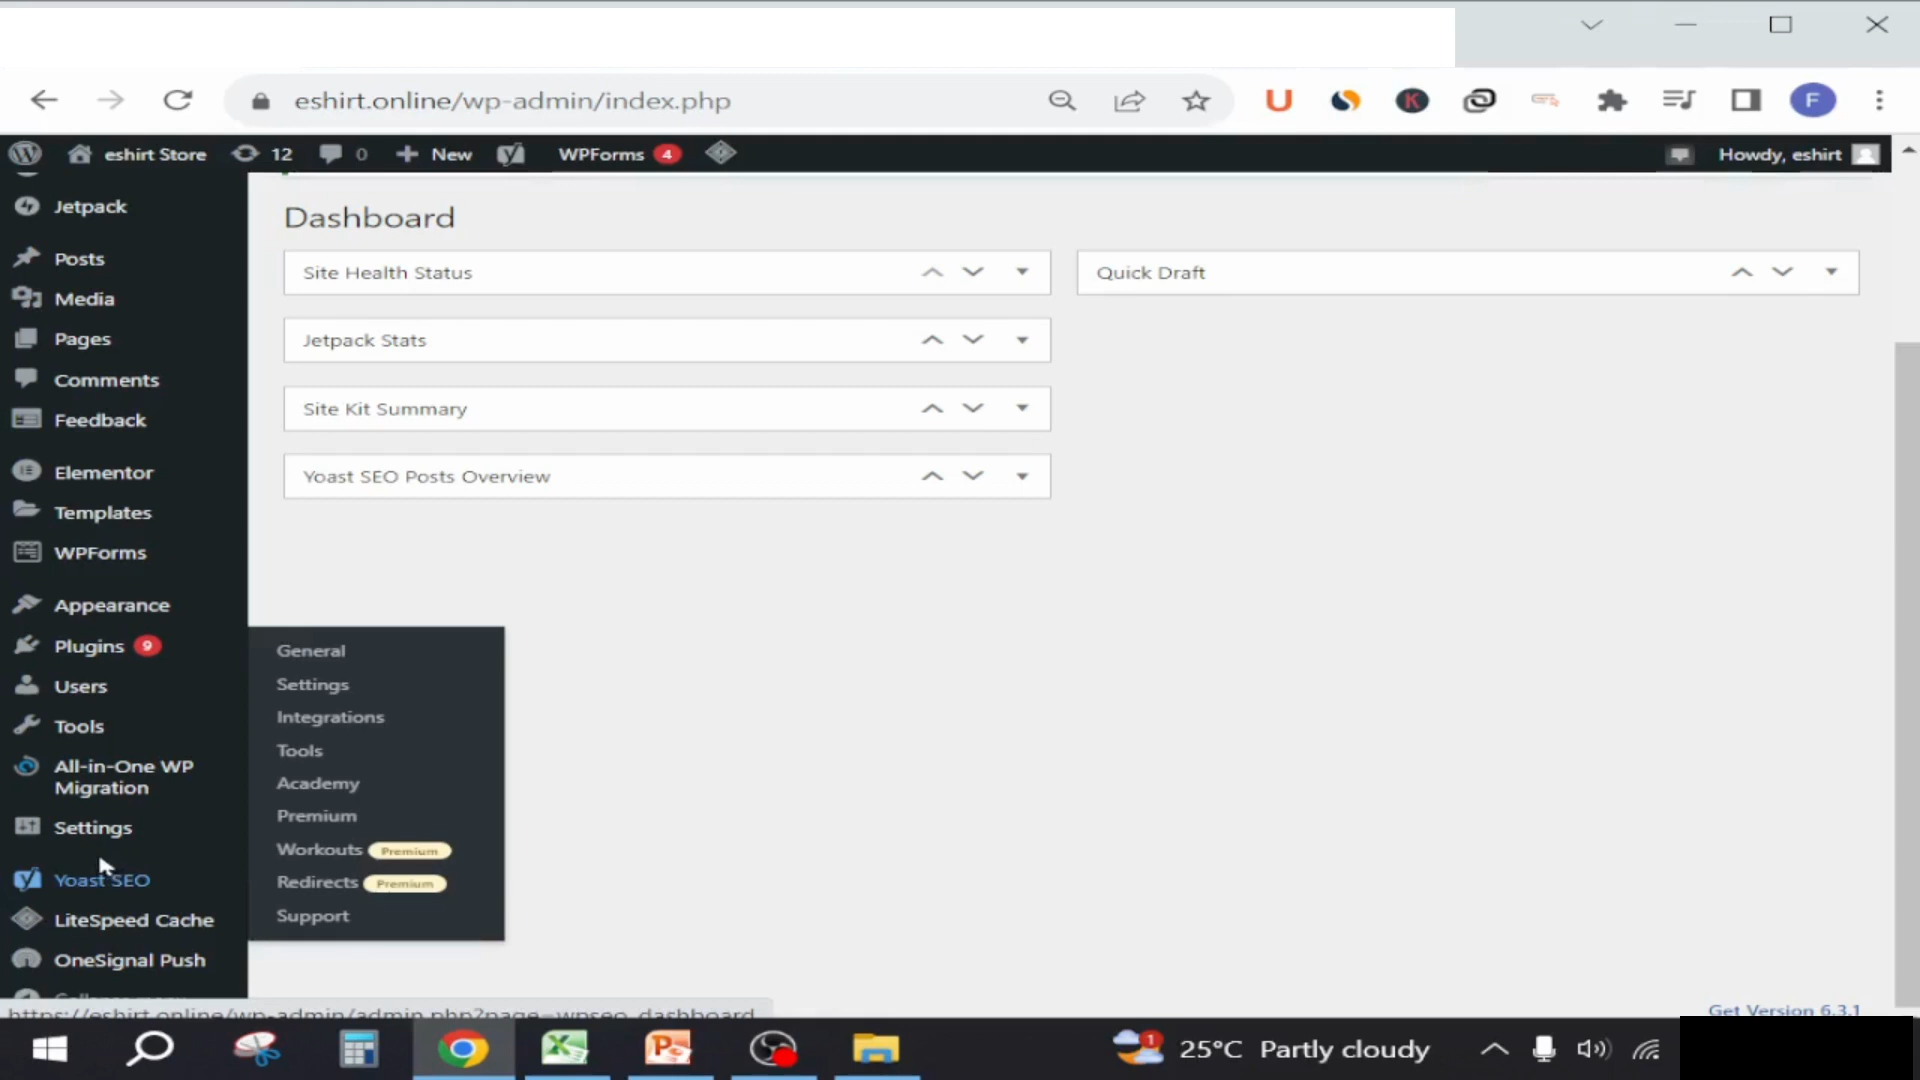 eshirt.online/wp-admin/index.php
F
eshirt Store
12
0
New
WPForms 4
Howdy, eshirt
Jetpack
Posts
Media
Pages
Comments
Feedback
Elementor
Templates
WPForms
Appearance
Plugins 9
Users
Tools
All-in-One WP
Migration
Settings
Yoast SEO
LiteSpeed Cache
OneSignal Push
Dashboard
Site Health Status
Quick Draft
Jetpack Stats
Site Kit Summary
Yoast SEO Posts Overview
General
Settings
Integrations
Tools
Academy
Premium
Workouts Premium
Redirects Premium
Support
https://eshirt.online/wp-admin/admin.php?page=wpseo_dashboard
Get Version 6.3.1
1
25°C Partly cloudy